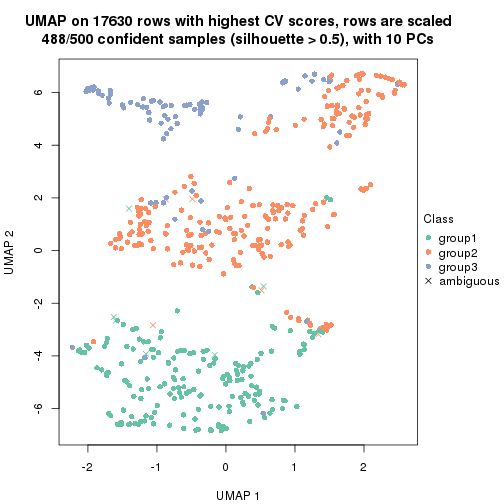 UMAP on 17630 rows with highest CV scores, rows are scaled
488/500 confident samples (silhouette > 0.5), with 10 PCs
6
4
2
0
-2
-4
-6
UMAP 2
-2
-1
0
1
2
UMAP 1
Class
group1
group2
group3
ambiguous